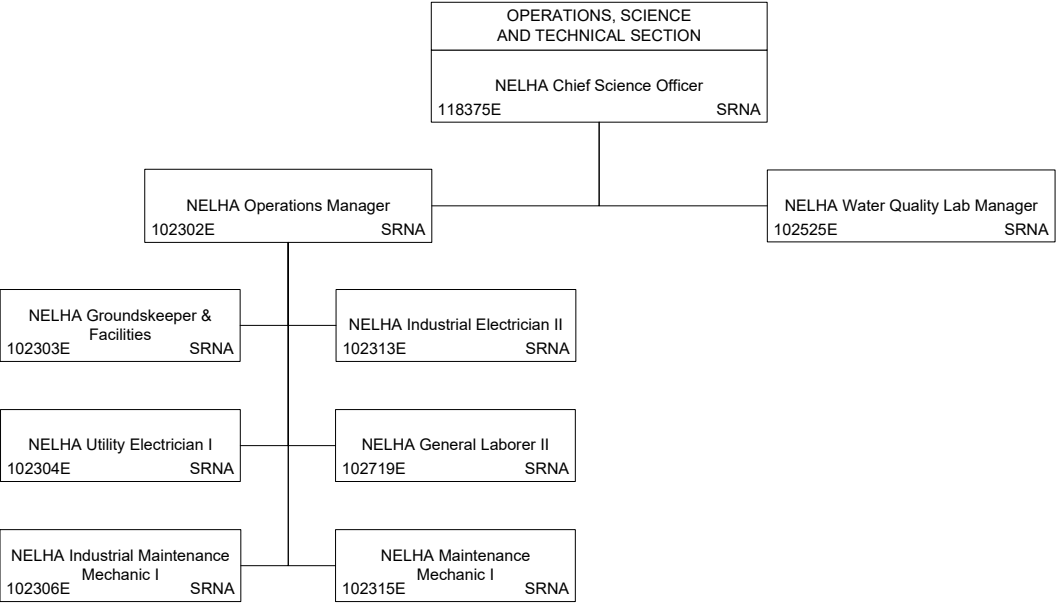 OPERATIONS, SCIENCE
AND TECHNICAL SECTION
NELHA Chief Science Officer
118375E SRNA
NELHA Operations Manager
102302E SRNA
NELHA Water Quality Lab Manager
102525E SRNA
NELHA Groundskeeper &
Facilities
102303E SRNA
NELHA Industrial Electrician II
102313E SRNA
NELHA Utility Electrician I
102304E SRNA
NELHA General Laborer II
102719E SRNA
NELHA Industrial Maintenance
Mechanic I
102306E SRNA
NELHA Maintenance
Mechanic I
102315E SRNA